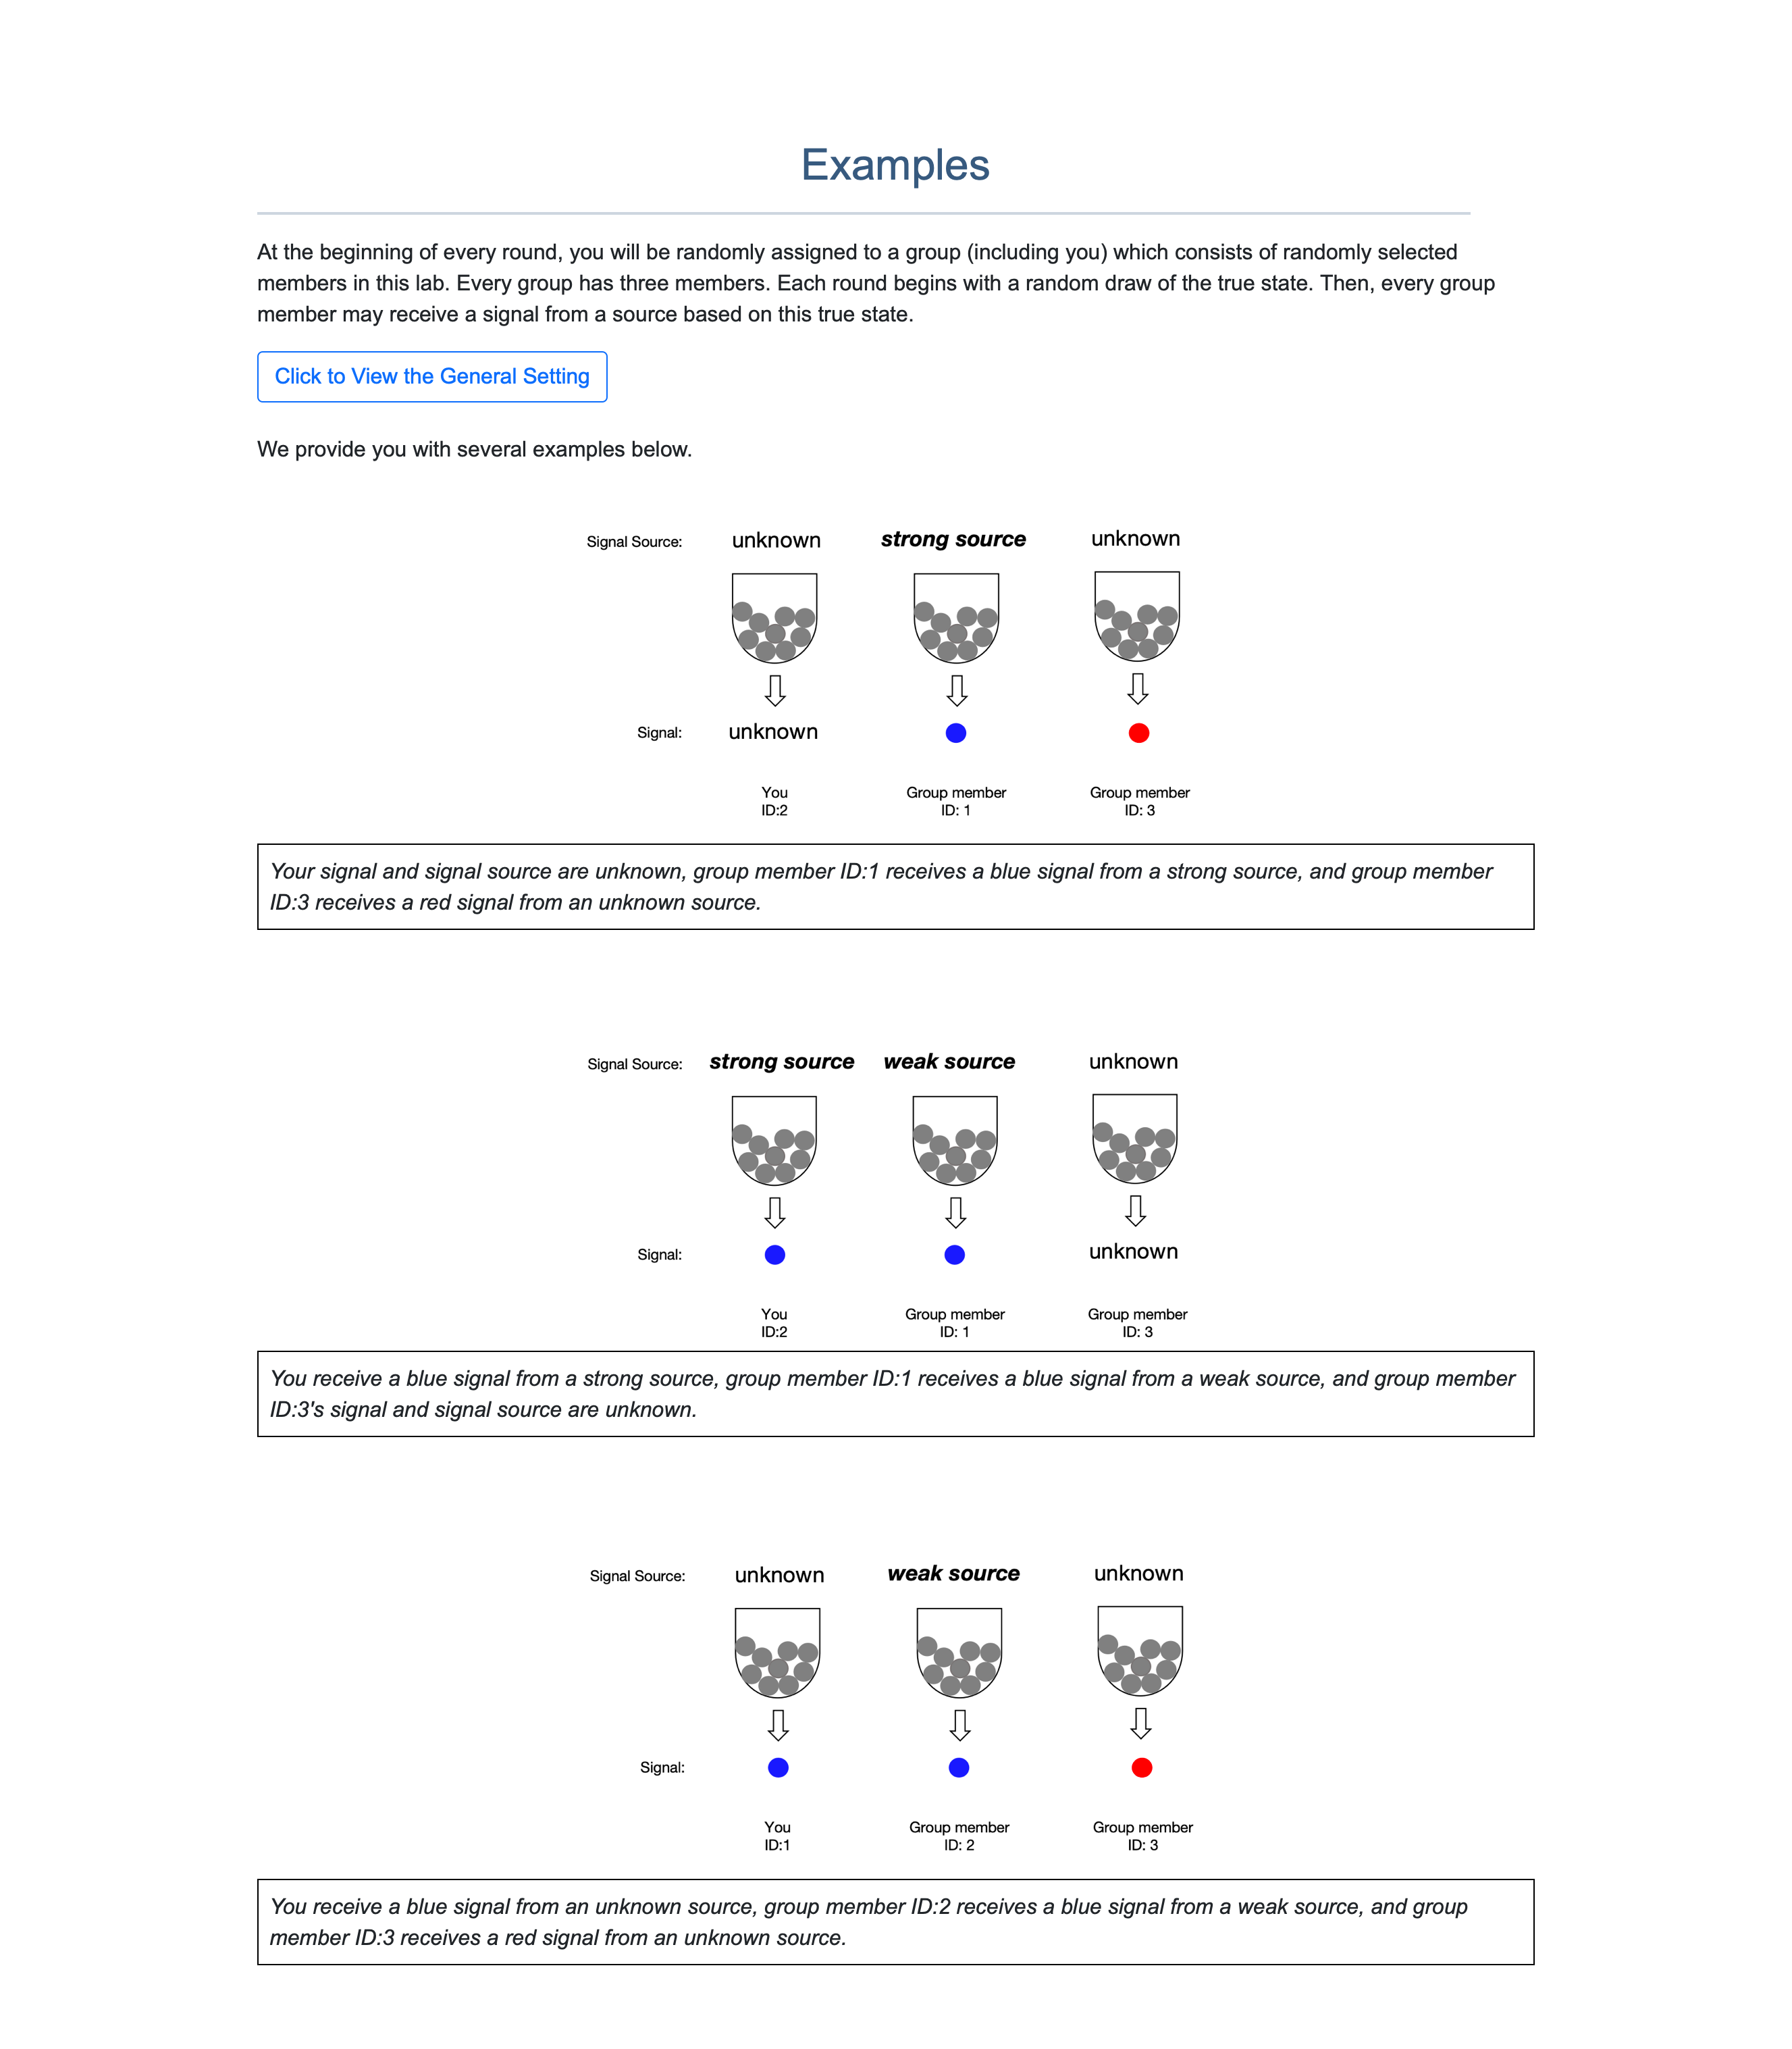 Examples
At the beginning of every round, you will be randomly assigned to a group (including you) which consists of randomly selected
members in this lab. Every group has three members. Each round begins with a random draw of the true state. Then, every group
member may receive a signal from a source based on this true state.
Click to View the General Setting
We provide you with several examples below.
Signal Source: unknown strong source unknown
Signal: unknown
You Group member Group member
ID:2 ID: 1 ID: 3
Your signal and signal source are unknown, group member ID:1 receives a blue signal from a strong source, and group member
ID:3 receives a red signal from an unknown source.
Signal Source: strong source weak source unknown
Signal: unknown
You Group member Group member
ID:2 ID: 1 ID: 3
You receive a blue signal from a strong source, group member ID:1 receives a blue signal from a weak source, and group member
ID:3's signal and signal source are unknown.
Signal Source: unknown weak source unknown
Signal:
You Group member Group member
ID:1 ID: 2 ID: 3
You receive a blue signal from an unknown source, group member ID:2 receives a blue signal from a weak source, and group
member ID:3 receives a red signal from an unknown source.